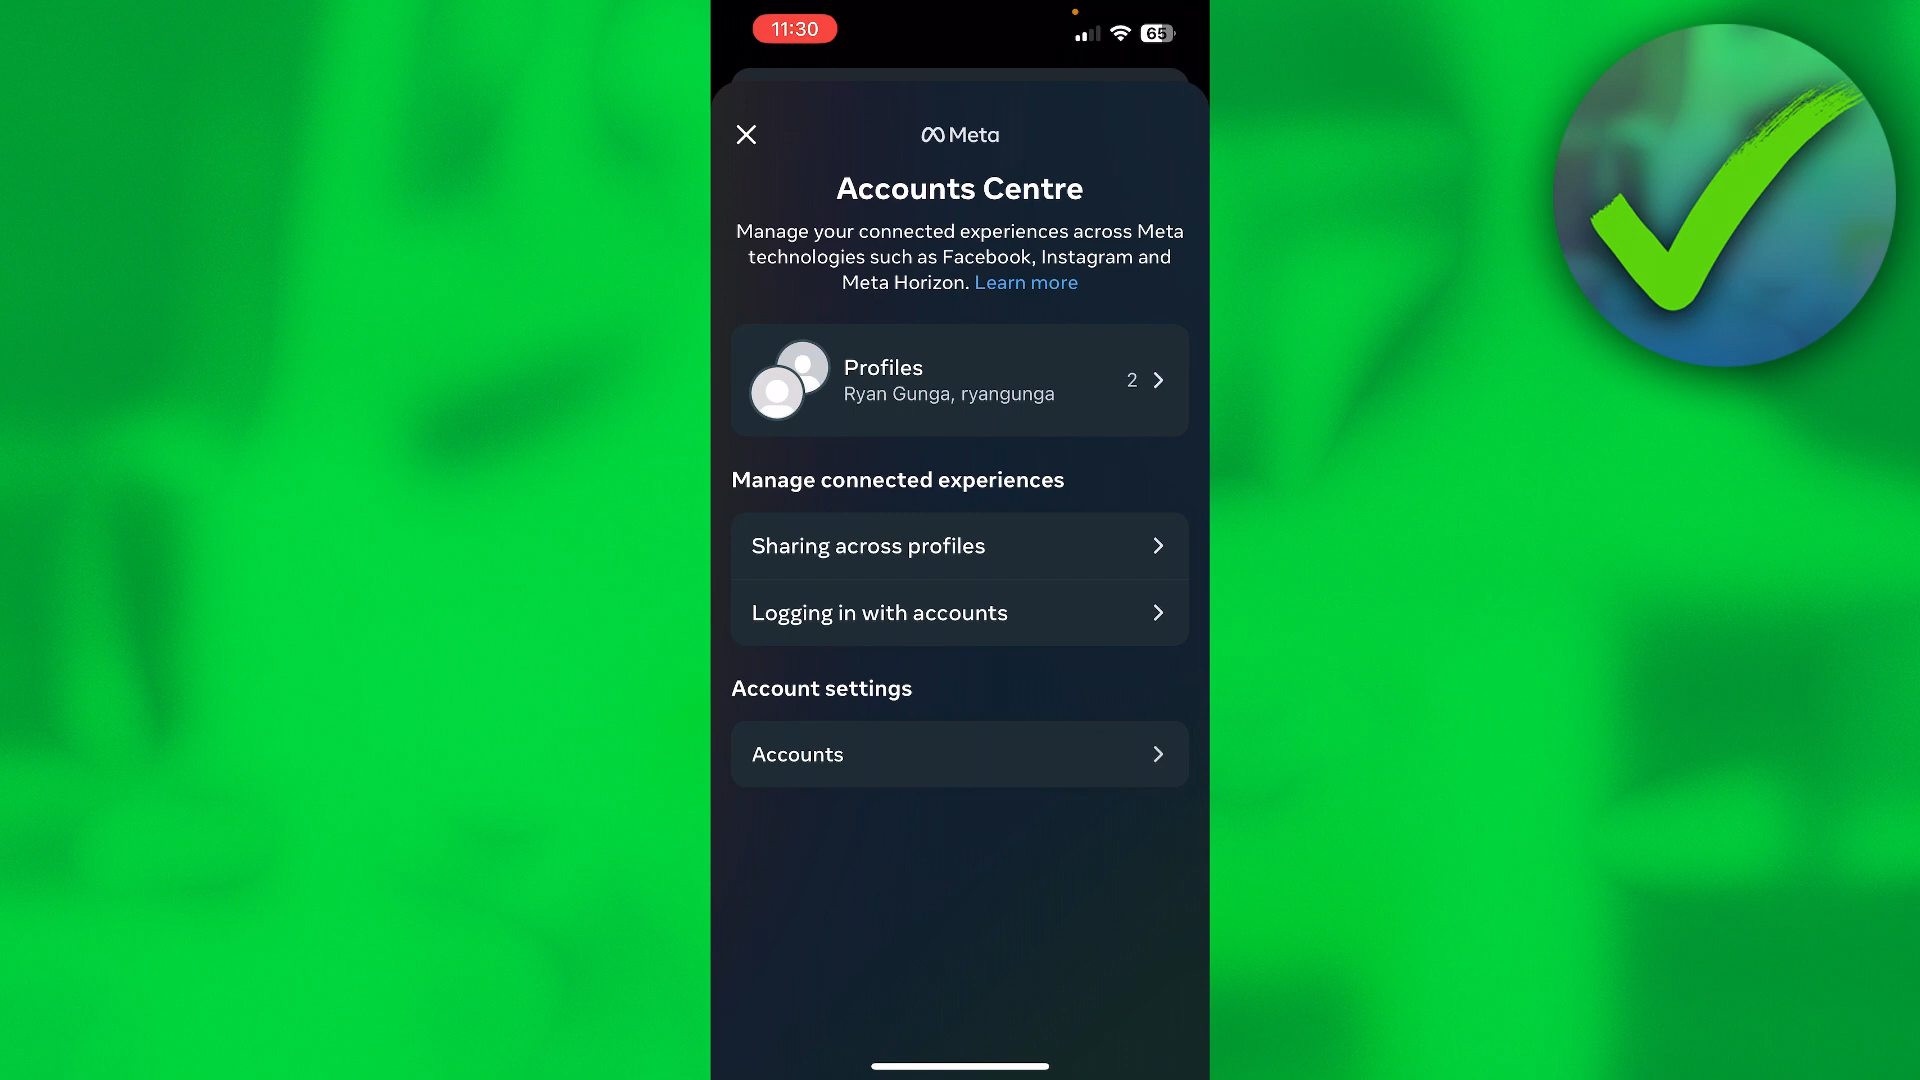 11:30
65
Meta
Accounts Centre
Manage your connected experiences across Meta
technologies such as Facebook, Instagram and
Meta Horizon. Learn more
Profiles
Ryan Gunga, ryangunga
2
Manage connected experiences
Sharing across profiles
Logging in with accounts
Account settings
Accounts